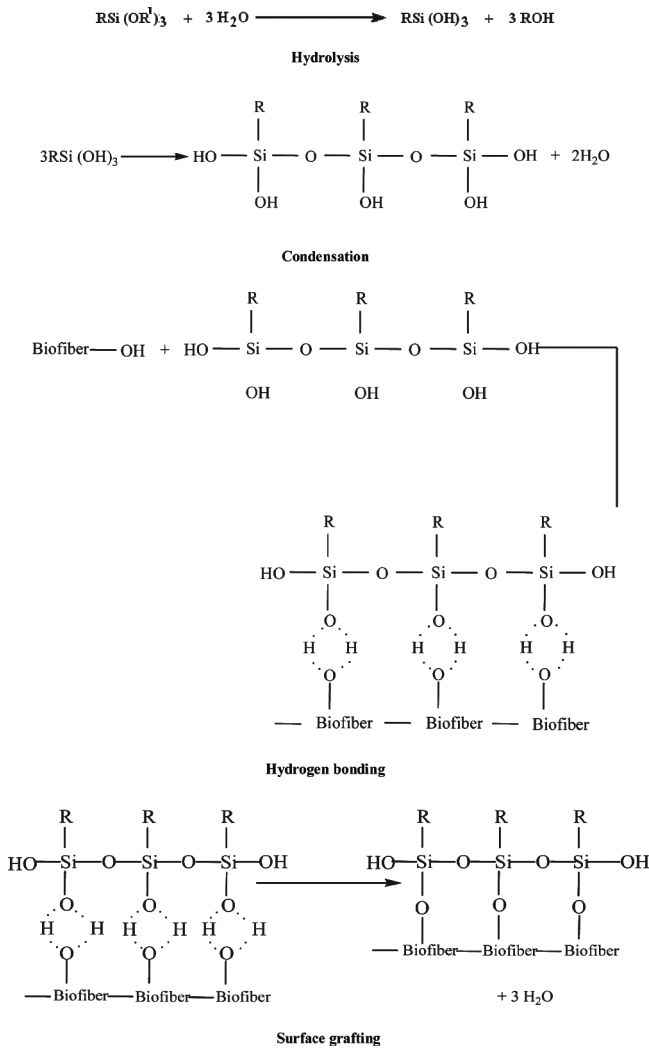 RSi (OR¹)₃ + 3 H₂O RSi (OH)₃ + 3 ROH
Hydrolysis
R R R
3RSi (OH)₃ HO Si O Si O Si OH + 2H₂O
OH OH OH
Condensation
R R R
Biofiber OH + HO Si O Si O Si OH
OH OH OH
R R R
HO Si O Si O Si OH
O O O
H H H H H H
O O O
Biofiber Biofiber Biofiber
Hydrogen bonding
R R R R R R
HO Si O Si O Si OH HO Si O Si O Si OH
O O O O O O
H H H H H H
O O O Biofiber Biofiber Biofiber
Biofiber Biofiber Biofiber + 3 H₂O
Surface grafting